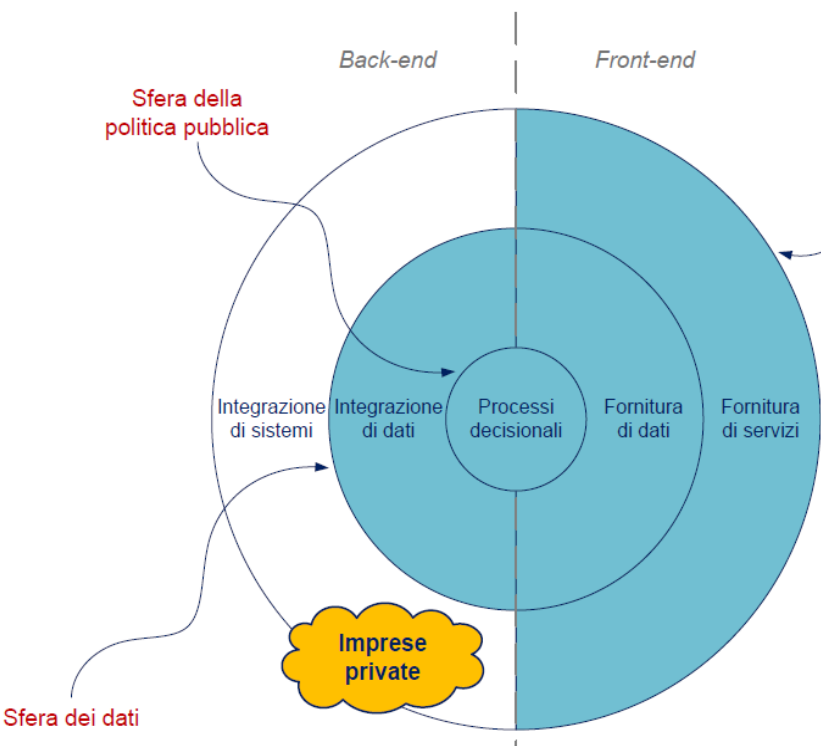 Back-end
Front-end
Sfera della
politica pubblica
Integrazione
di sistemi
Integrazione
di dati
Processi
decisionali
Fornitura
di dati
Fornitura
di servizi
Imprese
private
Sfera dei dati